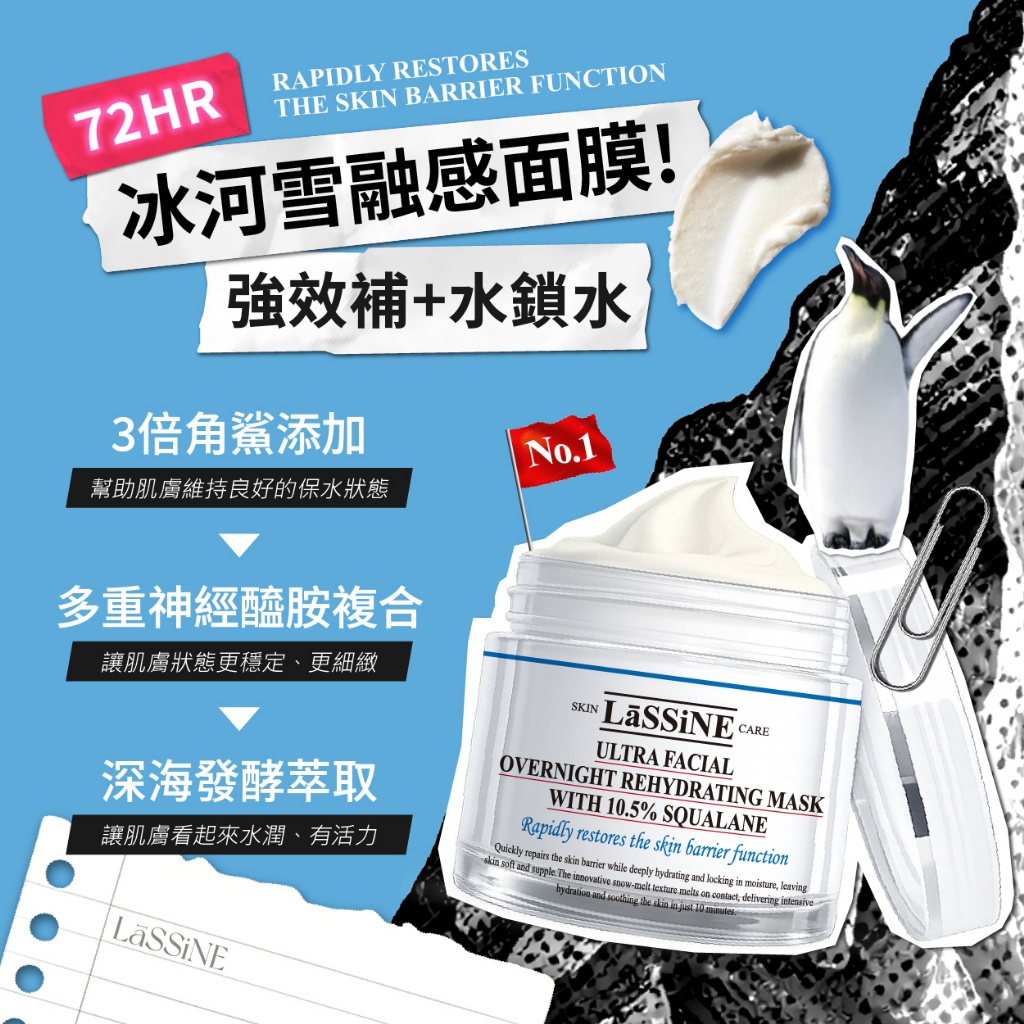 72HR
RAPIDLY RESTORES
THE SKIN BARRIER FUNCTION
冰河雪融感面膜!
強效補+水鎖水
3倍角鯊添加
幫助肌膚維持良好的保水狀態
多重神經醯胺複合
讓肌膚狀態更穩定、更細緻
深海發酵萃取
讓肌膚看起來水潤、有活力
No.1
SKIN LāSSiNE CARE
ULTRA FACIAL
OVERNIGHT REHYDRATING MASK
WITH 10.5% SQUALANE
Rapidly restores the skin barrier function
Quickly repairs the skin barrier while deeply hydrating and locking in moisture, leaving
skin soft and supple.The innovative snow-melt texture melts on contact, delivering intensive
hydration and soothing the skin in just 10 minutes.
LāSSiNE